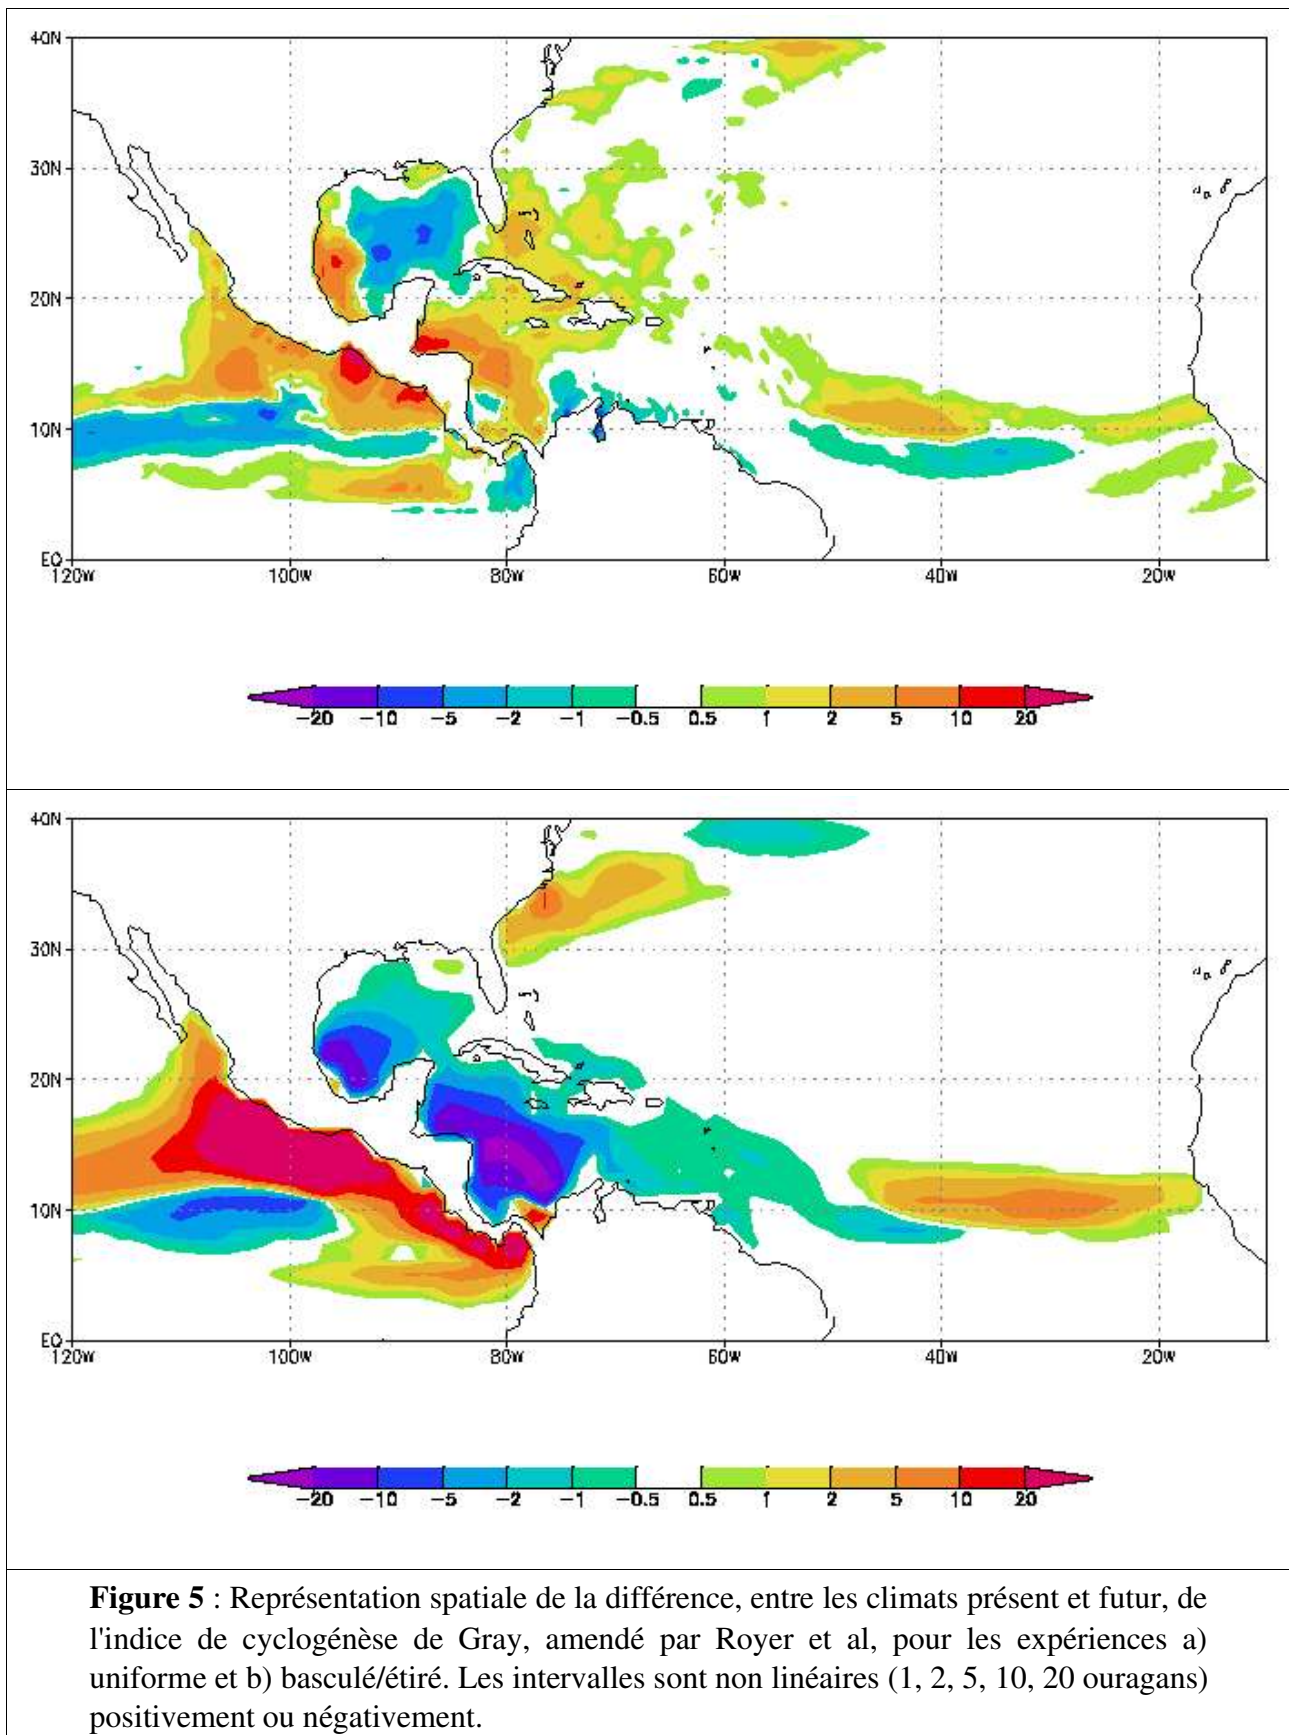 40N
30N
20N
10N
EQ
120W 100W 80W 60W 40W 20W
−20 −10 −5 −2 −1 −0.5 0.5 1 2 5 10 20
40N
30N
20N
10N
EQ
120W 100W 80W 60W 40W 20W
−20 −10 −5 −2 −1 −0.5 0.5 1 2 5 10 20
Figure 5 : Représentation spatiale de la différence, entre les climats présent et futur, de
l'indice de cyclogénèse de Gray, amendé par Royer et al, pour les expériences a)
uniforme et b) basculé/étiré. Les intervalles sont non linéaires (1, 2, 5, 10, 20 ouragans)
positivement ou négativement.